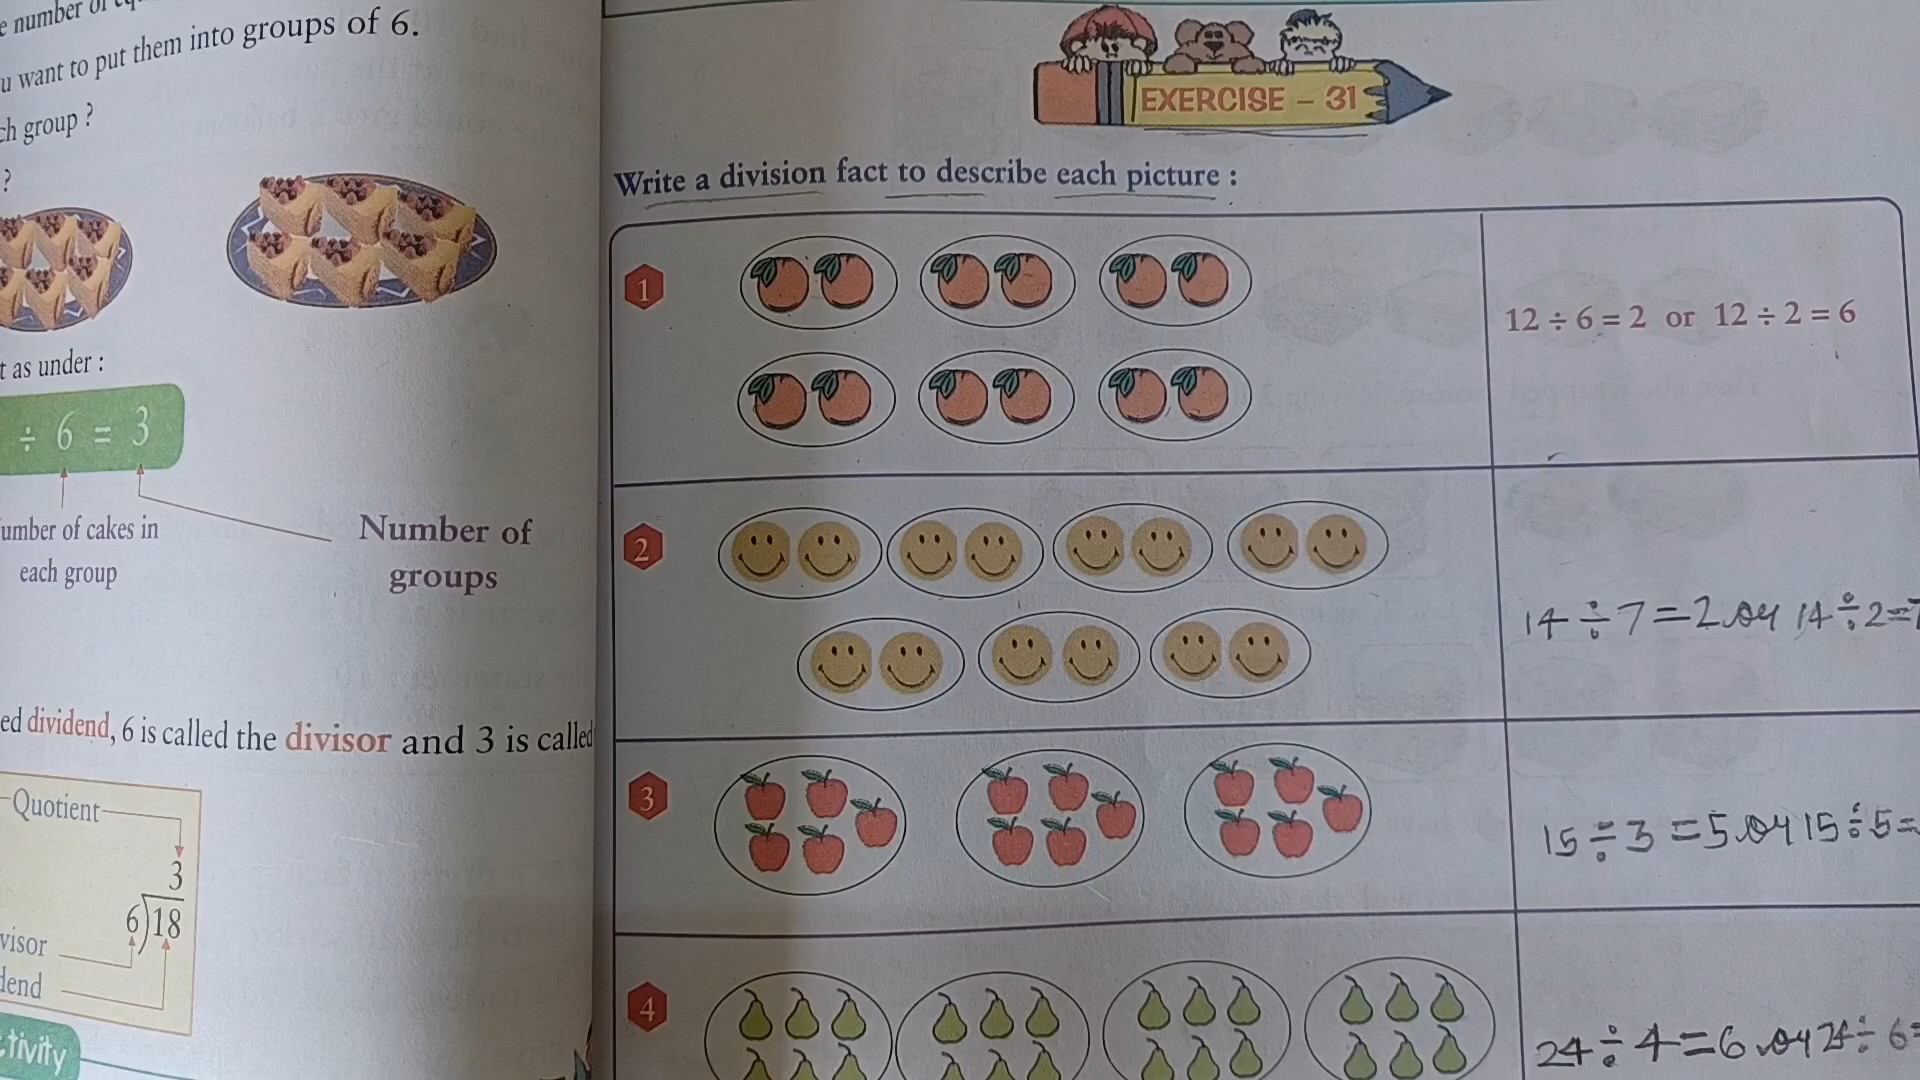 e number of
u want to put them into groups of 6.
ch group ?
?
t as under :
÷ 6 = 3
umber of cakes in
each group
Number of
groups
ed dividend, 6 is called the divisor and 3 is called
Quotient
3
6)18
visor
dend
tivity
EXERCISE – 31
Write a division fact to describe each picture :
1
12 ÷ 6 = 2 or 12 ÷ 2 = 6
2
14 ÷ 7 = 2 or 14 ÷ 2 = 7
3
15 ÷ 3 = 5 or 15 ÷ 5 =
4
24 ÷ 4 = 6 or 24 ÷ 6 =